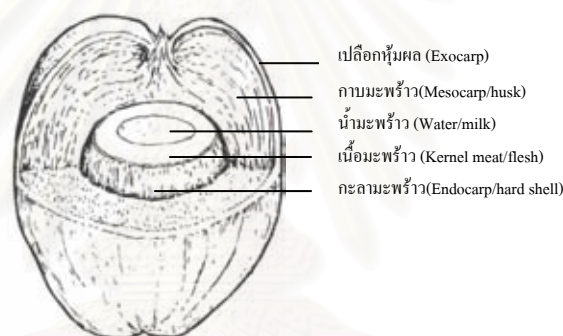 เปลือกหุ้มผล (Exocarp)
กาบมะพร้าว(Mesocarp/husk)
น้ำมะพร้าว (Water/milk)
เนื้อมะพร้าว (Kernel meat/flesh)
กะลามะพร้าว(Endocarp/hard shell)